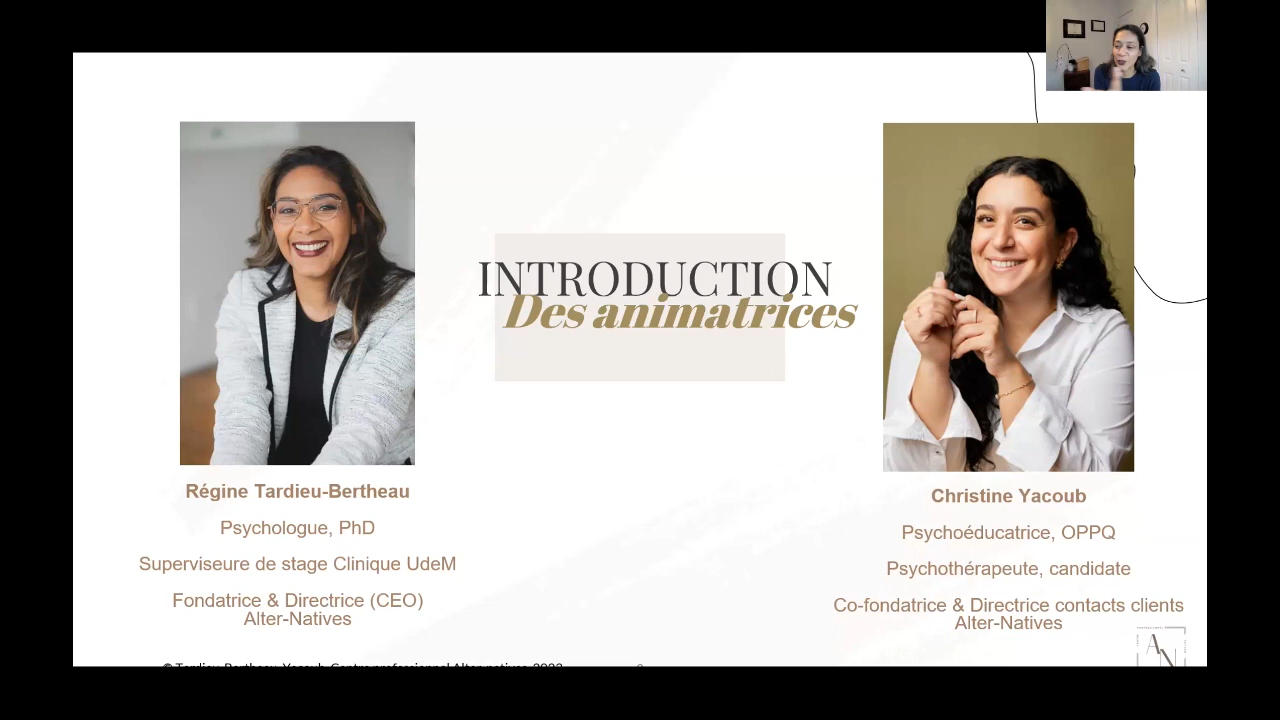 INTRODUCTION
Des animatrices
Régine Tardieu-Bertheau
Psychologue, PhD
Superviseure de stage Clinique UdeM
Fondatrice & Directrice (CEO)
Alter-Natives
Christine Yacoub
Psychoéducatrice, OPPQ
Psychothérapeute, candidate
Co-fondatrice & Directrice contacts clients
Alter-Natives
AN